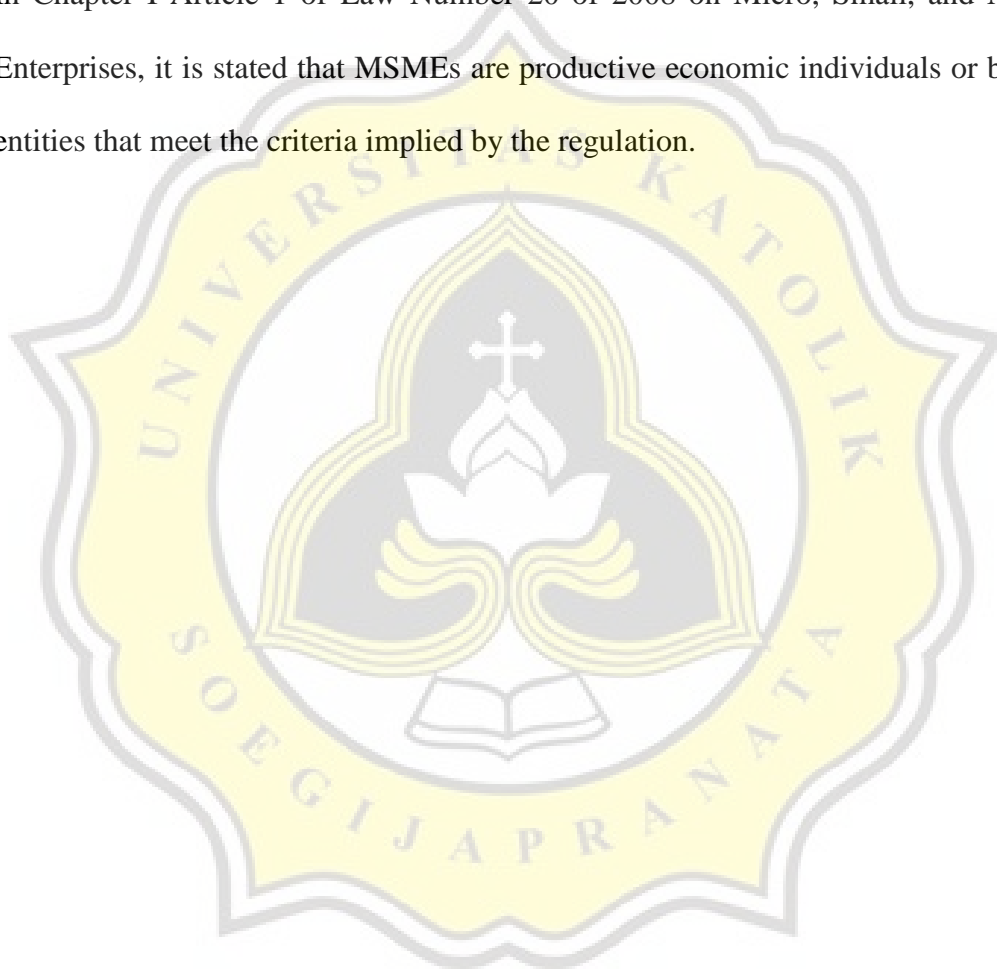 in Chapter I Article 1 of Law Number 20 of 2008 on Micro, Small, and
Enterprises, it is stated that MSMEs are productive economic individuals or
entities that meet the criteria implied by the regulation.
UNIVERSITAS KATOLIK
SOEGIJAPRANATA